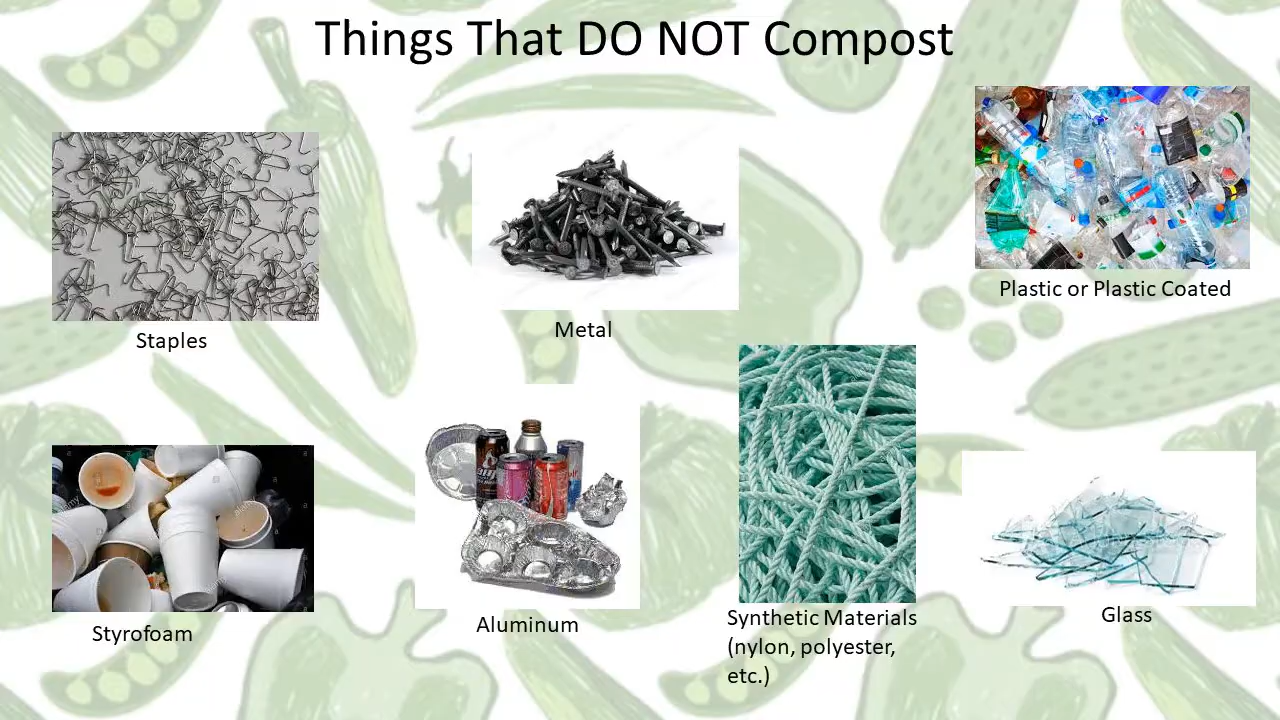 Things That DO NOT Compost
Staples
Metal
Plastic or Plastic Coated
Styrofoam
Aluminum
Synthetic Materials
(nylon, polyester,
etc.)
Glass